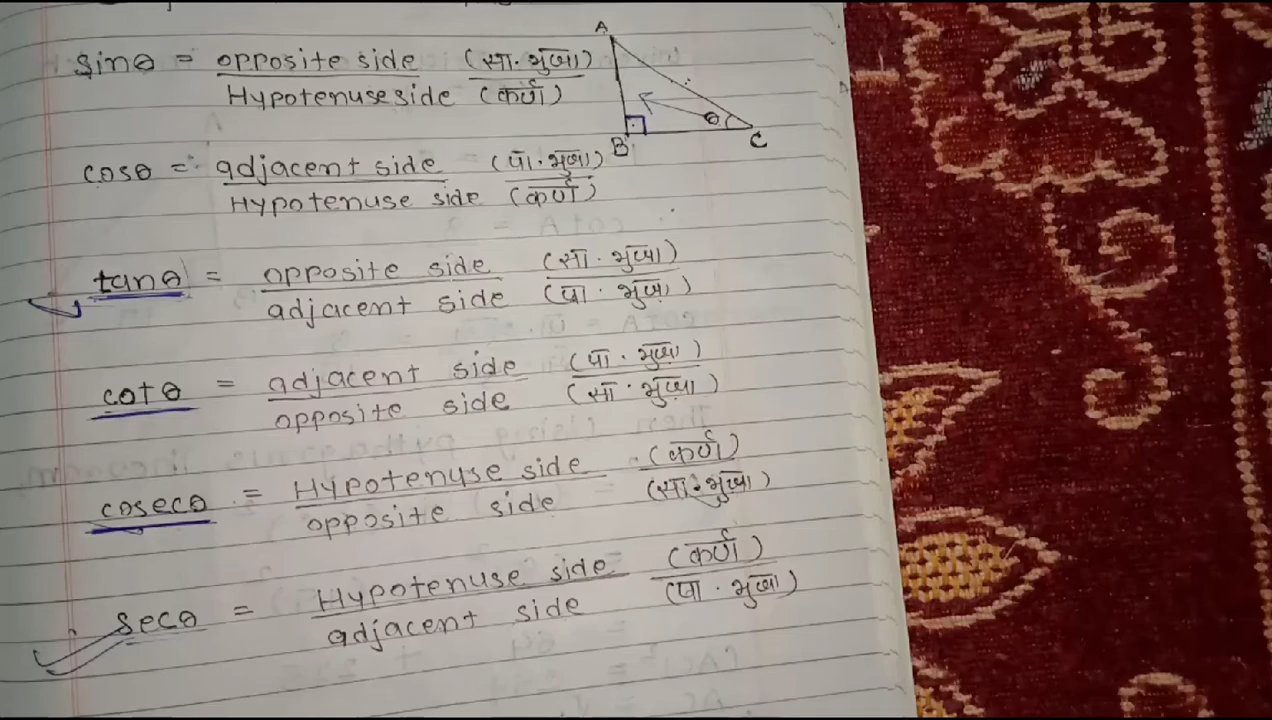 sinθ = opposite side (सा. भुजा)
Hypotenuse side (कर्ण)
A
B
θ
C
cosθ = adjacent side (पा. भुजा)
Hypotenuse side (कर्ण)
tanθ = opposite side (सा. भुजा)
adjacent side (पा. भुजा)
cotθ = adjacent side (पा. भुजा)
opposite side (सा. भुजा)
cosecθ = Hypotenuse side (कर्ण)
opposite side (सा. भुजा)
secθ = Hypotenuse side (कर्ण)
adjacent side (पा. भुजा)